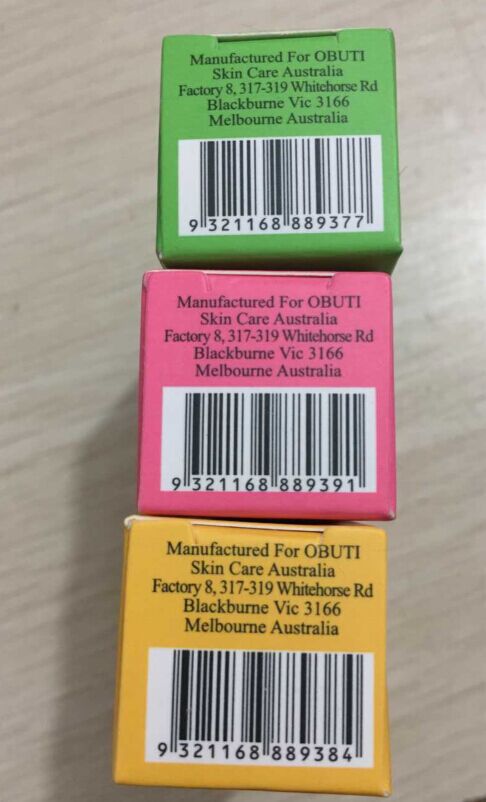 Manufactured For OBUTI
Skin Care Australia
Factory 8, 317-319 Whitehorse Rd
Blackburne Vic 3166
Melbourne Australia
9 321168 889377
Manufactured For OBUTI
Skin Care Australia
Factory 8, 317-319 Whitehorse Rd
Blackburne Vic 3166
Melbourne Australia
9 321168 889391
Manufactured For OBUTI
Skin Care Australia
Factory 8, 317-319 Whitehorse Rd
Blackburne Vic 3166
Melbourne Australia
9 321168 889384